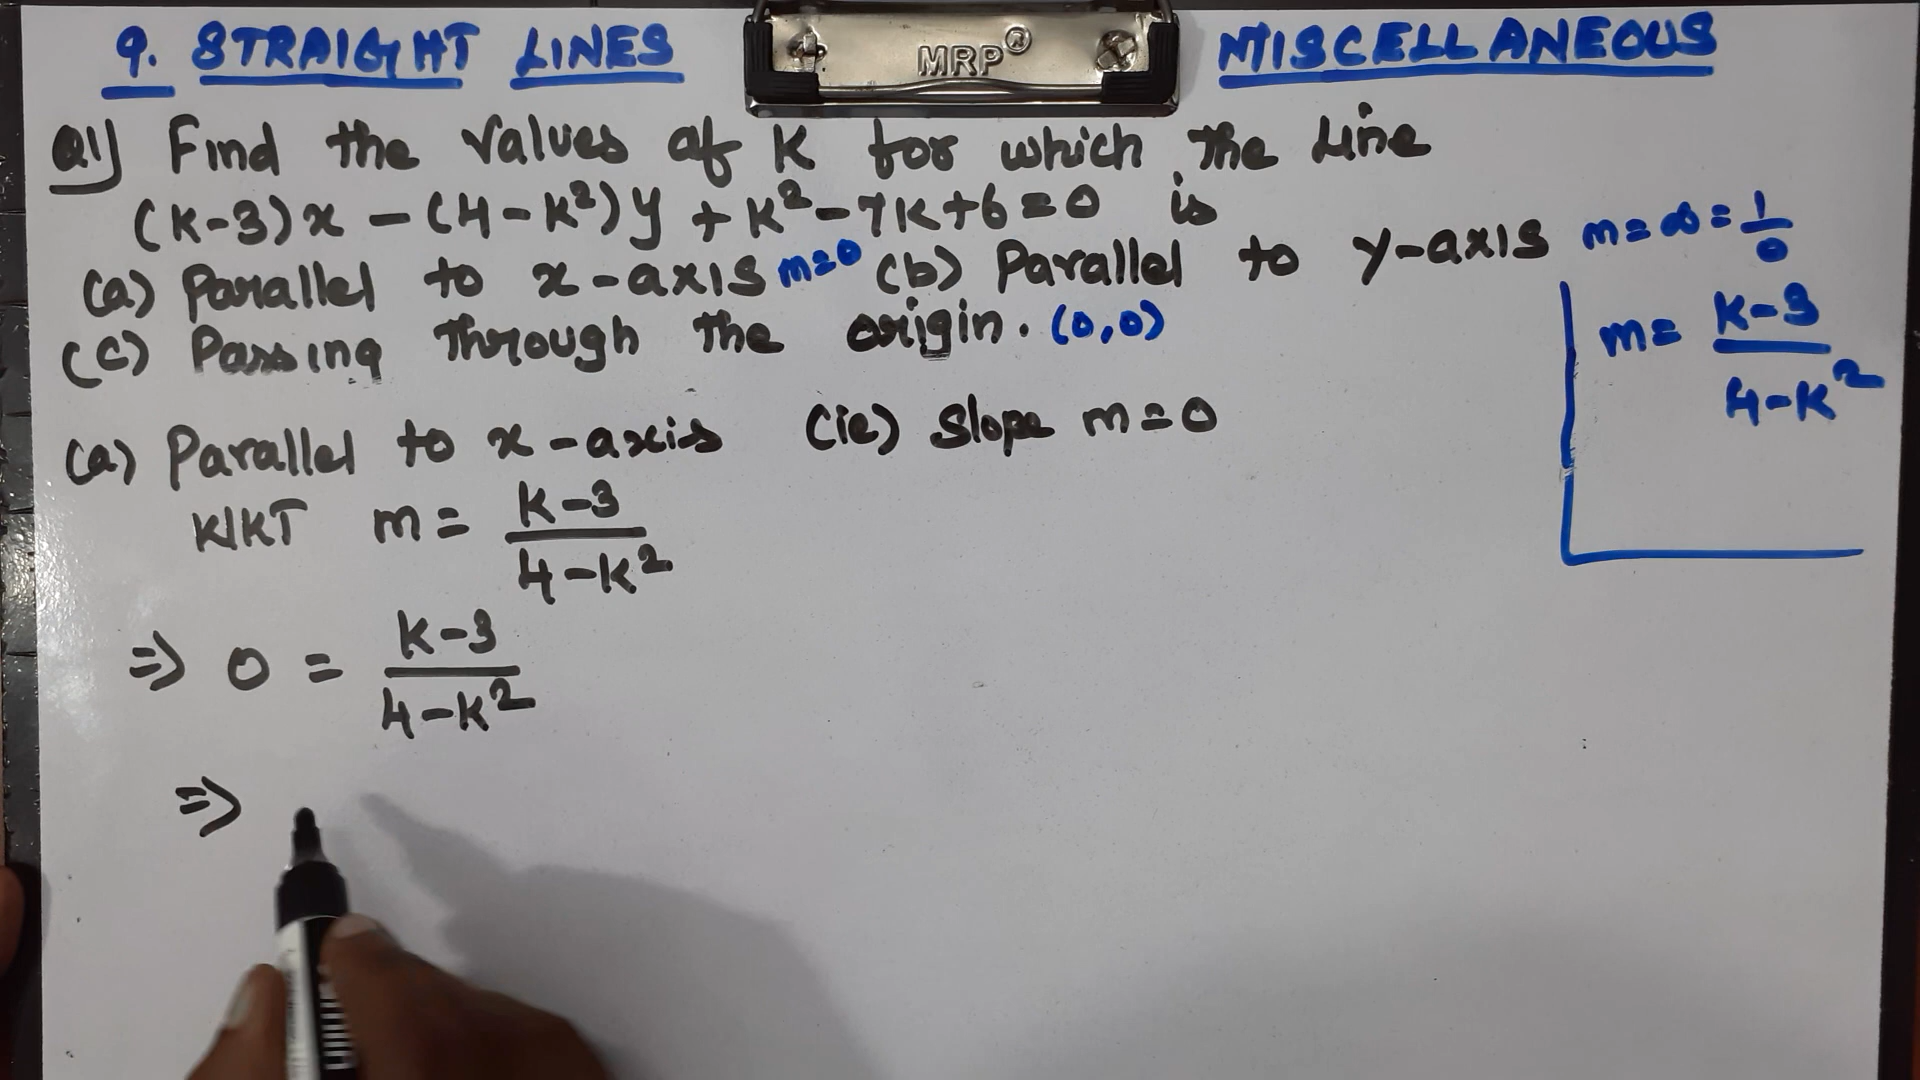 9. STRAIGHT LINES
MRP®
MISCELLANEOUS
Q1) Find the values of K for which the Line
(K-3)x - (4-K²)y + K²-7K+6=0 is
(a) Parallel to x-axis m=0 (b) Parallel to y-axis m=∞=1/0
(c) Passing through the origin. (0,0)
m= K-3/4-K²
(a) Parallel to x-axis (ie) Slope m=0
WKT m= K-3/4-K²
=> 0 = K-3/4-K²
=>